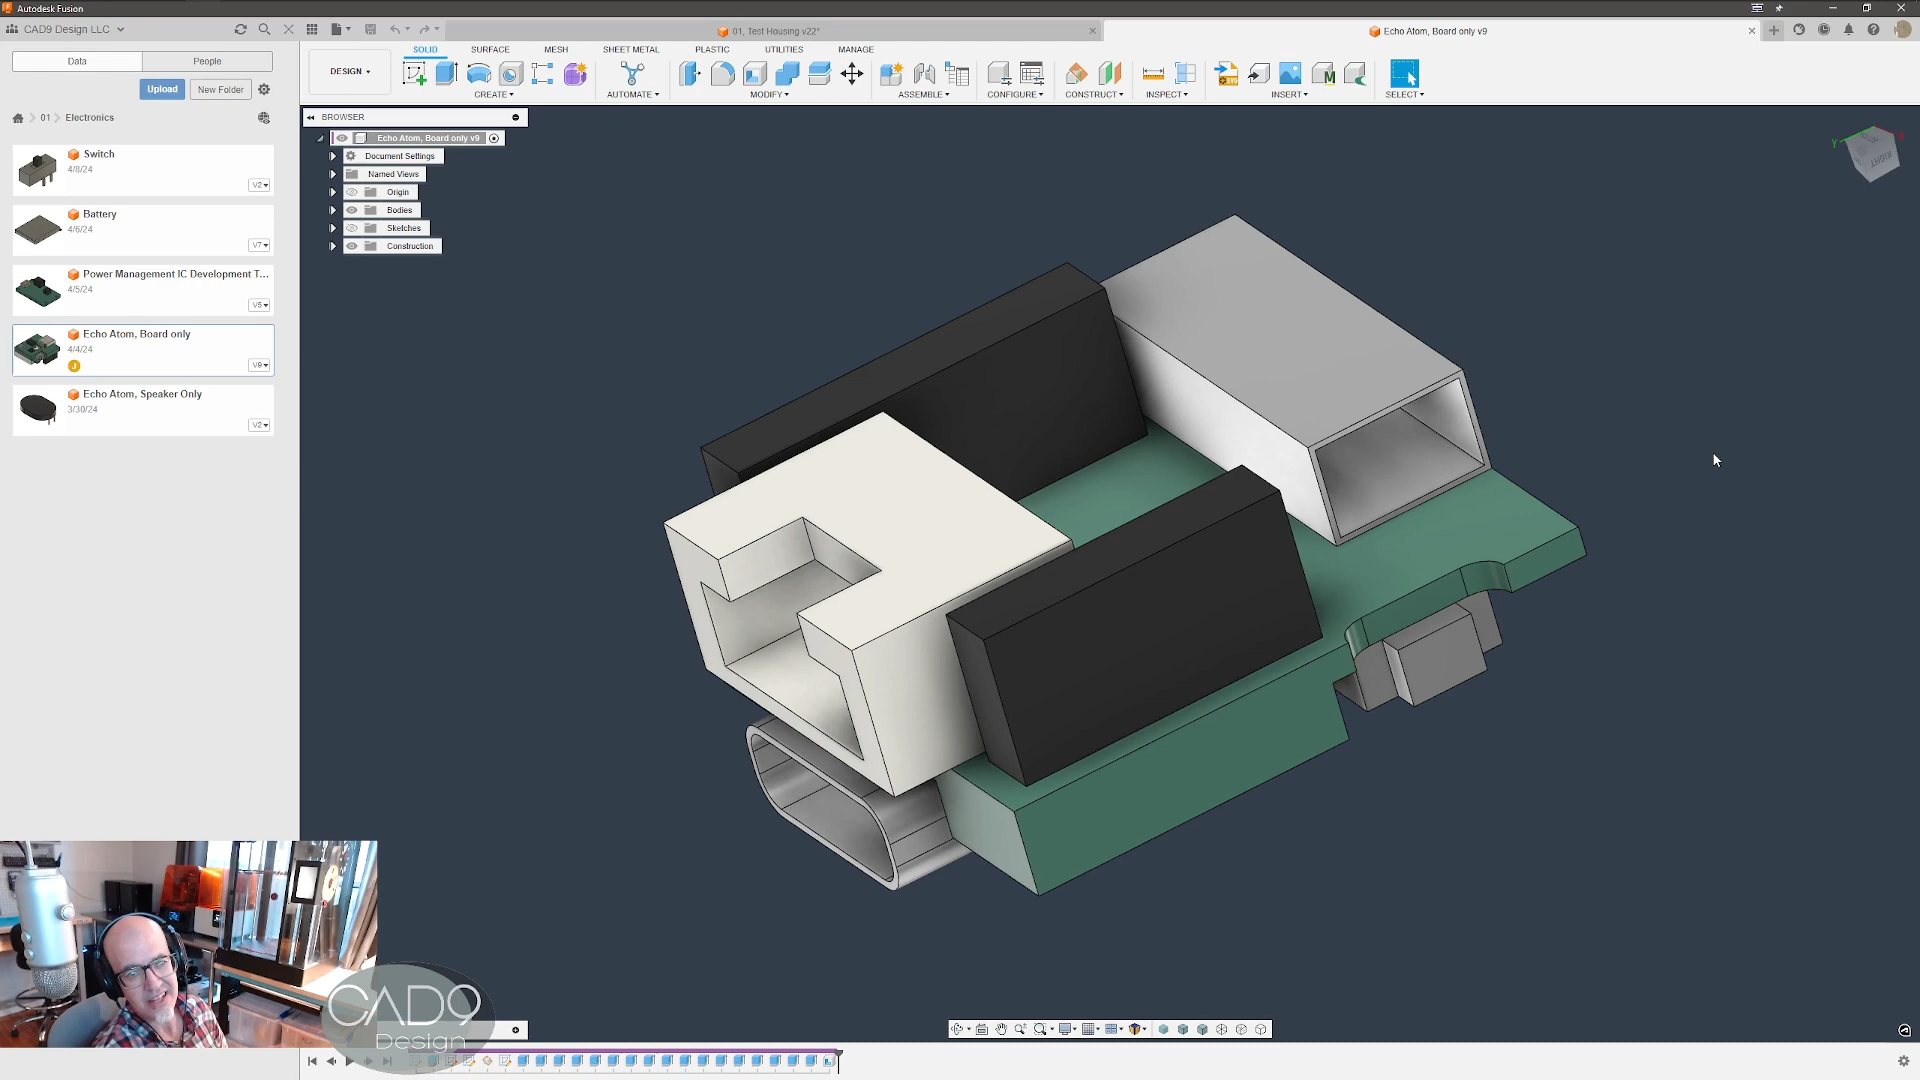 Autodesk Fusion
CAD9 Design LLC
01, Test Housing v22*
Echo Atom, Board only v9
Data
People
Upload
New Folder
01
Electronics
Switch
4/8/24
V2
Battery
4/6/24
V7
Power Management IC Development T...
4/5/24
V5
Echo Atom, Board only
4/4/24
J
V9
Echo Atom, Speaker Only
3/30/24
V2
DESIGN
SOLID
SURFACE
MESH
SHEET METAL
PLASTIC
UTILITIES
MANAGE
CREATE
AUTOMATE
MODIFY
ASSEMBLE
CONFIGURE
CONSTRUCT
INSPECT
INSERT
SELECT
BROWSER
Echo Atom, Board only v9
Document Settings
Named Views
Origin
Bodies
Sketches
Construction
Y
RIGHT
CAD9
Design